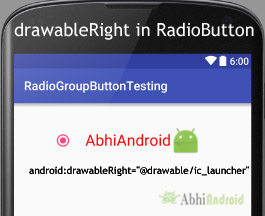 drawableRight in RadioButton
6:00
RadioGroupButtonTesting
AbhiAndroid
android:drawableRight="@drawable/ic_launcher"
AbhiAndroid